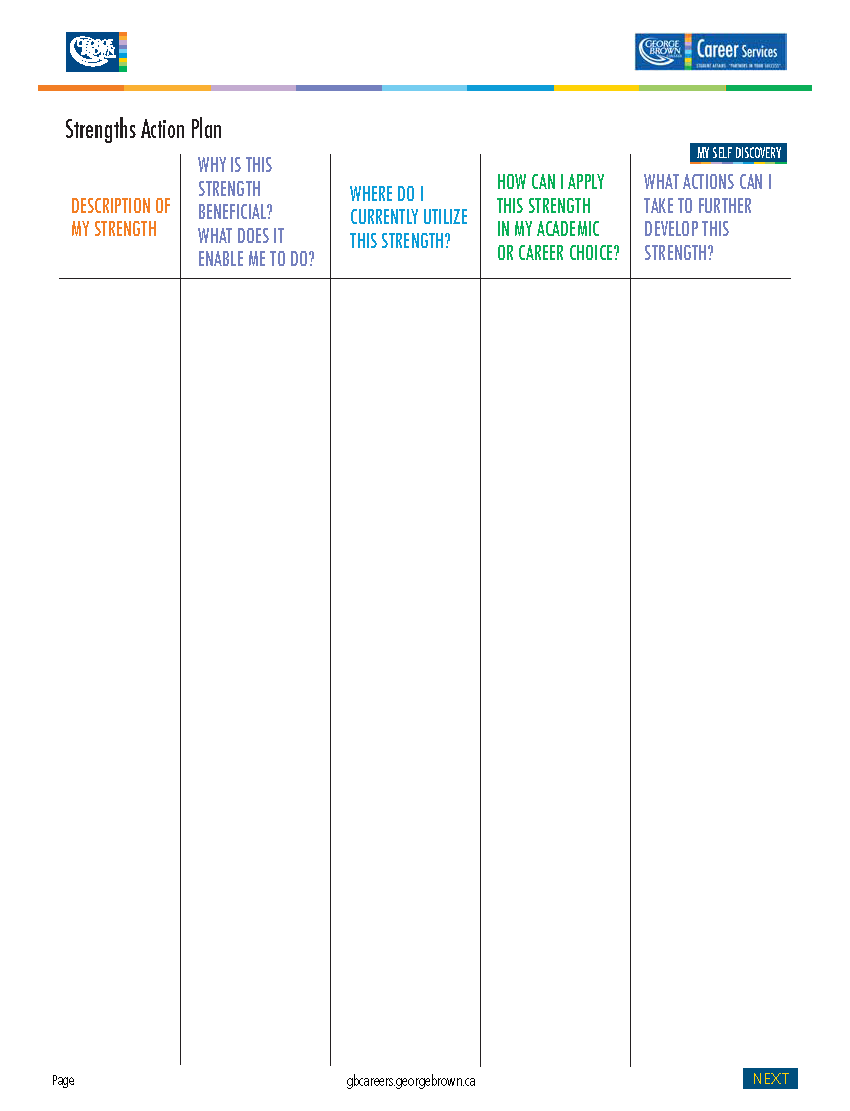 GEORGE
BROWN
GEORGE
BROWN
COLLEGE
Career Services
STUDENT AFFAIRS: "PARTNERS IN YOUR SUCCESS"
Strengths Action Plan
MY SELF DISCOVERY
DESCRIPTION OF
MY STRENGTH
WHY IS THIS
STRENGTH
BENEFICIAL?
WHAT DOES IT
ENABLE ME TO DO?
WHERE DO I
CURRENTLY UTILIZE
THIS STRENGTH?
HOW CAN I APPLY
THIS STRENGTH
IN MY ACADEMIC
OR CAREER CHOICE?
WHAT ACTIONS CAN I
TAKE TO FURTHER
DEVELOP THIS
STRENGTH?
Page
gbcareers.georgebrown.ca
NEXT